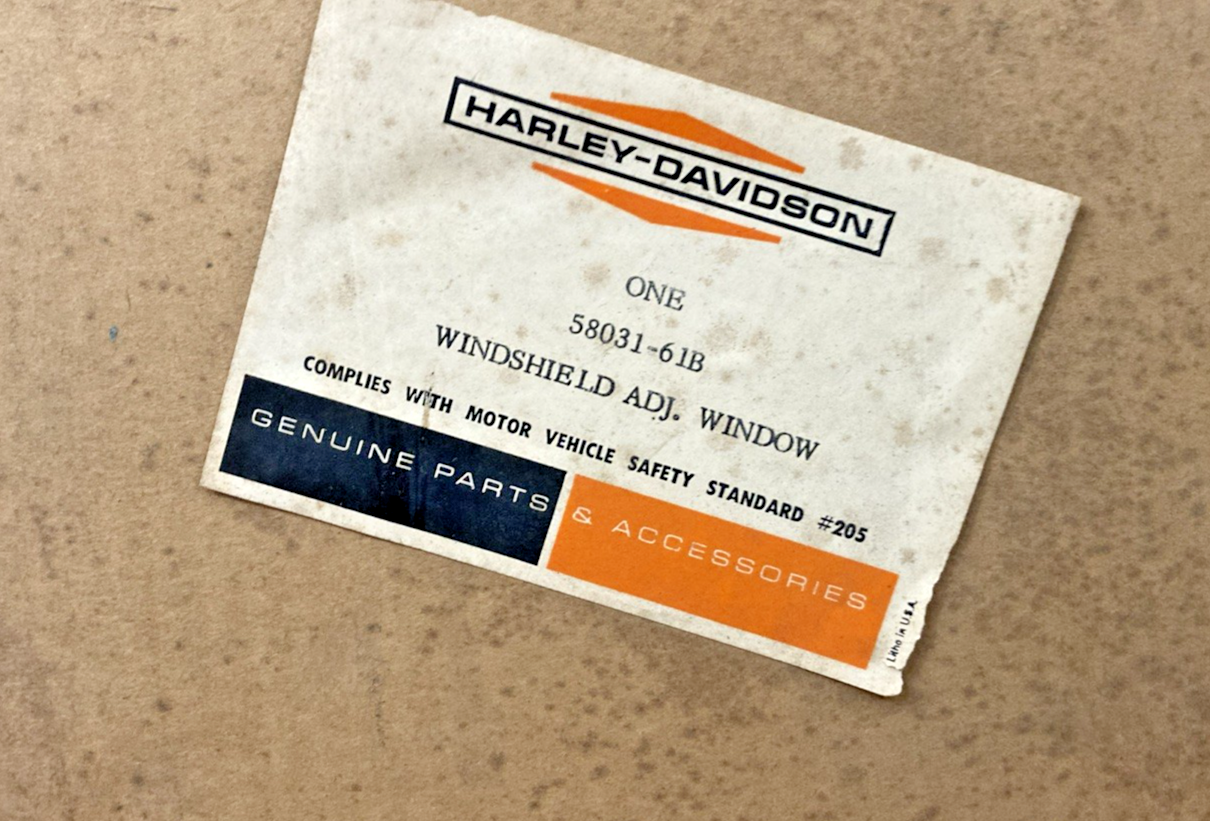 HARLEY-DAVIDSON
ONE
58031-61B
WINDSHIELD ADJ. WINDOW
COMPLIES WITH MOTOR VEHICLE SAFETY STANDARD #205
GENUINE PARTS & ACCESSORIES
Litho in U.S.A.